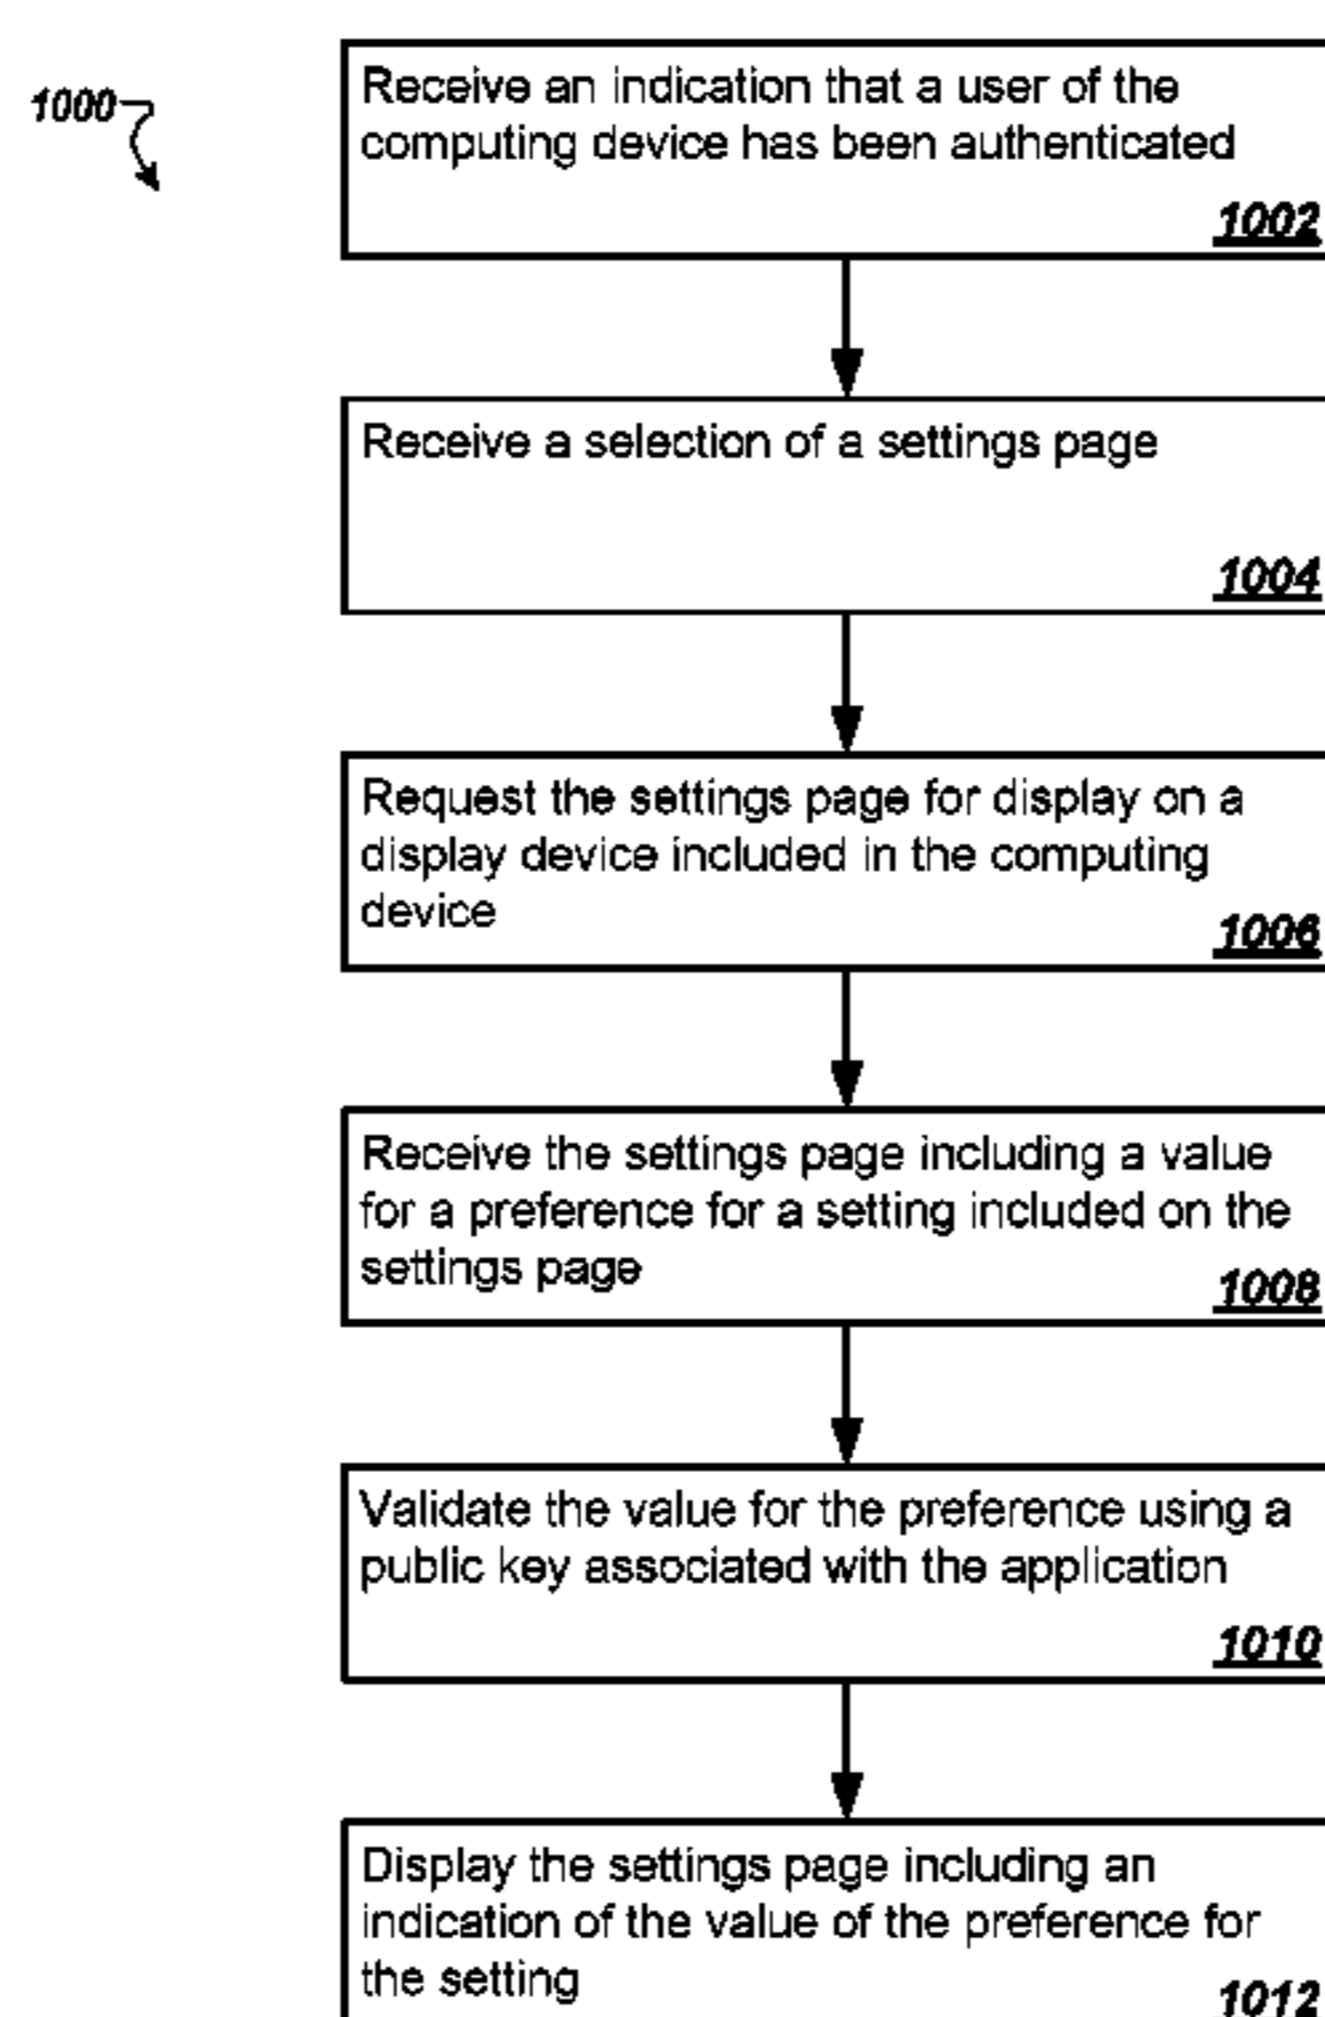 1000
Receive an indication that a user of the
computing device has been authenticated
1002
Receive a selection of a settings page
1004
Request the settings page for display on a
display device included in the computing
device
1006
Receive the settings page including a value
for a preference for a setting included on the
settings page
1008
Validate the value for the preference using a
public key associated with the application
1010
Display the settings page including an
indication of the value of the preference for
the setting
1012